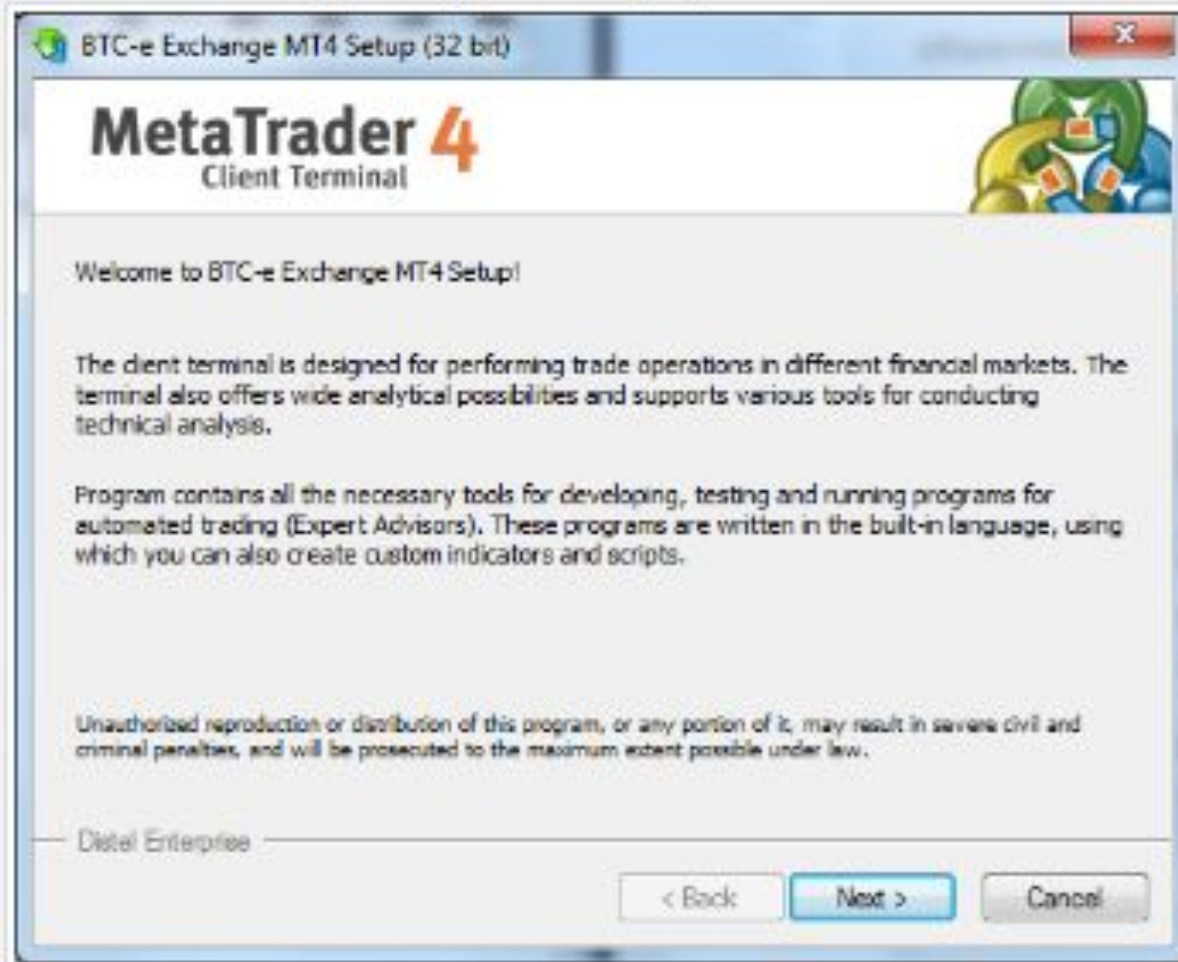 BTC-e Exchange MT4 Setup (32 bit)
MetaTrader 4
Client Terminal
Welcome to BTC-e Exchange MT4 Setup!
The client terminal is designed for performing trade operations in different financial markets. The
terminal also offers wide analytical possibilities and supports various tools for conducting
technical analysis.
Program contains all the necessary tools for developing, testing and running programs for
automated trading (Expert Advisors). These programs are written in the built-in language, using
which you can also create custom indicators and scripts.
Unauthorized reproduction or distribution of this program, or any portion of it, may result in severe civil and
criminal penalties, and will be prosecuted to the maximum extent possible under law.
Distel Enterprise
< Back Next > Cancel